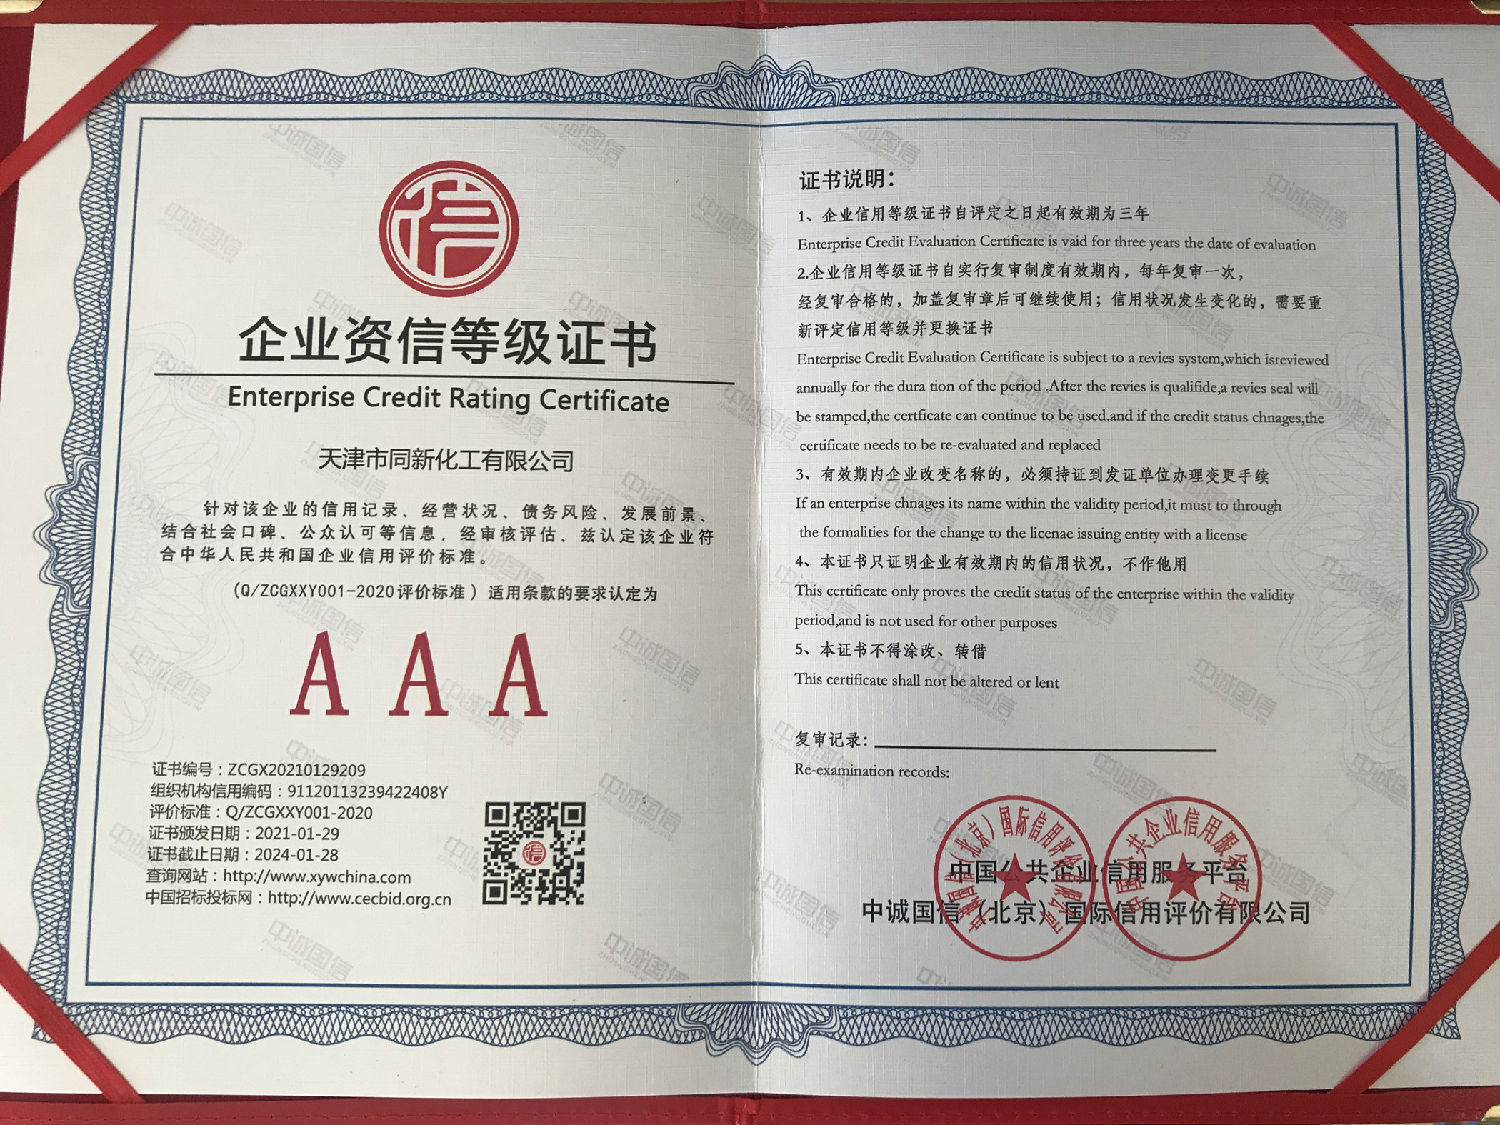 信
企业资信等级证书
Enterprise Credit Rating Certificate
天津市同新化工有限公司
针对该企业的信用记录、经营状况、债务风险、发展前景、
结合社会口碑、公众认可等信息，经审核评估、兹认定该企业符
合中华人民共和国企业信用评价标准。
(Q/ZCGXXY001-2020评价标准 ) 适用条款的要求认定为
A A A
证书编号：ZCGX20210129209
组织机构信用编码：91120113239422408Y
评价标准：Q/ZCGXXY001-2020
证书颁发日期：2021-01-29
证书截止日期：2024-01-28
查询网站：http://www.xywchina.com
中国招标投标网：http://www.cecbid.org.cn
证书说明：
1、企业信用等级证书自评定之日起有效期为三年
Enterprise Credit Evaluation Certificate is vaid for three years the date of evaluation
2.企业信用等级证书自实行复审制度有效期内，每年复审一次，
经复审合格的，加盖复审章后可继续使用；信用状况发生变化的，需要重
新评定信用等级并更换证书
Enterprise Credit Evaluation Certificate is subject to a revies system,which isreviewed
annually for the dura tion of the period .After the revies is qualifide,a revies seal will
be stamped,the certficate can continue to be used.and if the credit status chnages,the
certificate needs to be re-evaluated and replaced
3、有效期内企业改变名称的，必须持证到发证单位办理变更手续
If an enterprise chnages its name within the validity period,it must to through
the formalities for the change to the licenae issuing entity with a license
4、本证书只证明企业有效期内的信用状况，不作他用
This certificate only proves the credit status of the enterprise within the validity
period,and is not used for other purposes
5、本证书不得涂改、转借
This certificate shall not be altered or lent
复审记录：
Re-examination records:
中国公共企业信用服务平台
中诚国信（北京）国际信用评价有限公司
中诚国信